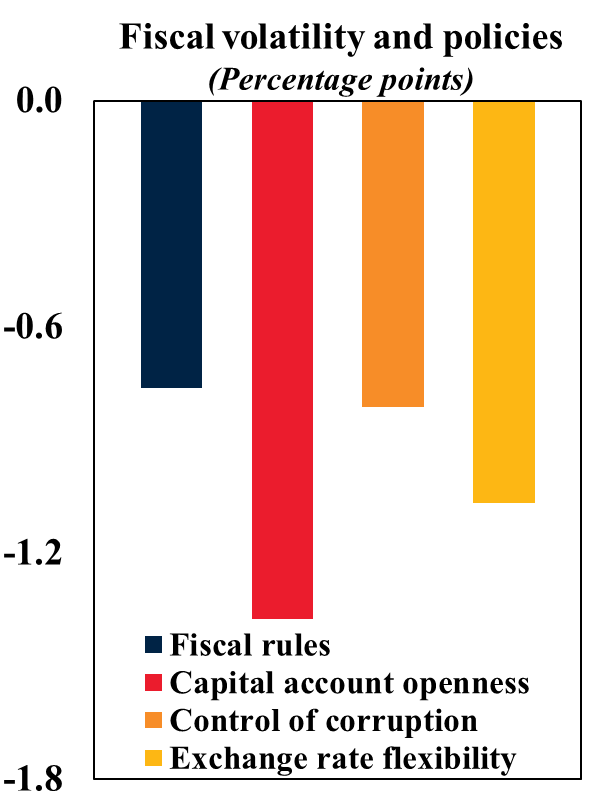 Fiscal volatility and policies
(Percentage points)
0.0
-0.6
-1.2
-1.8
Fiscal rules
Capital account openness
Control of corruption
Exchange rate flexibility